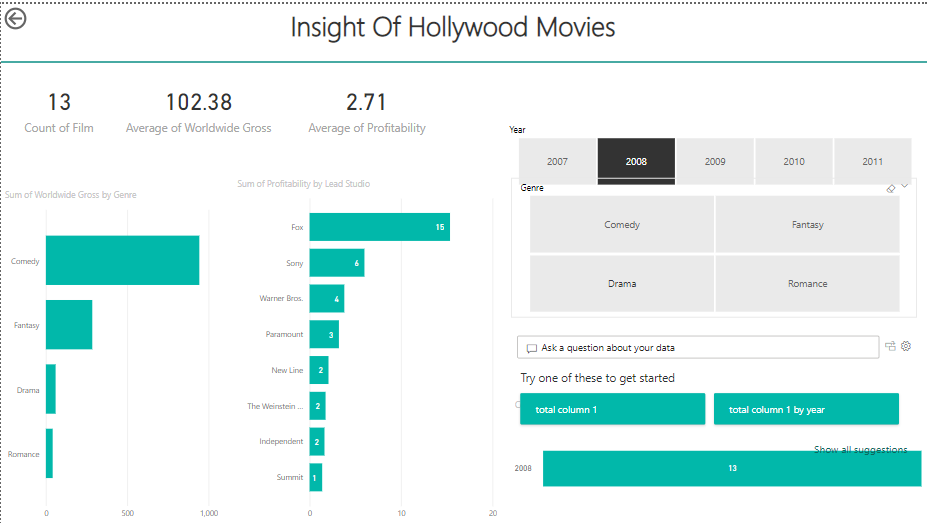 Insight Of Hollywood Movies
13
Count of Film
102.38
Average of Worldwide Gross
2.71
Average of Profitability
Year
2007
2008
2009
2010
2011
Genre
Comedy
Fantasy
Drama
Romance
Sum of Worldwide Gross by Genre
Comedy
Fantasy
Drama
Romance
0
500
1,000
Sum of Profitability by Lead Studio
Fox
15
Sony
6
Warner Bros.
4
Paramount
3
New Line
2
The Weinstein ...
2
Independent
2
Summit
1
0
10
20
Ask a question about your data
Try one of these to get started
total column 1
total column 1 by year
Show all suggestions
2008
13